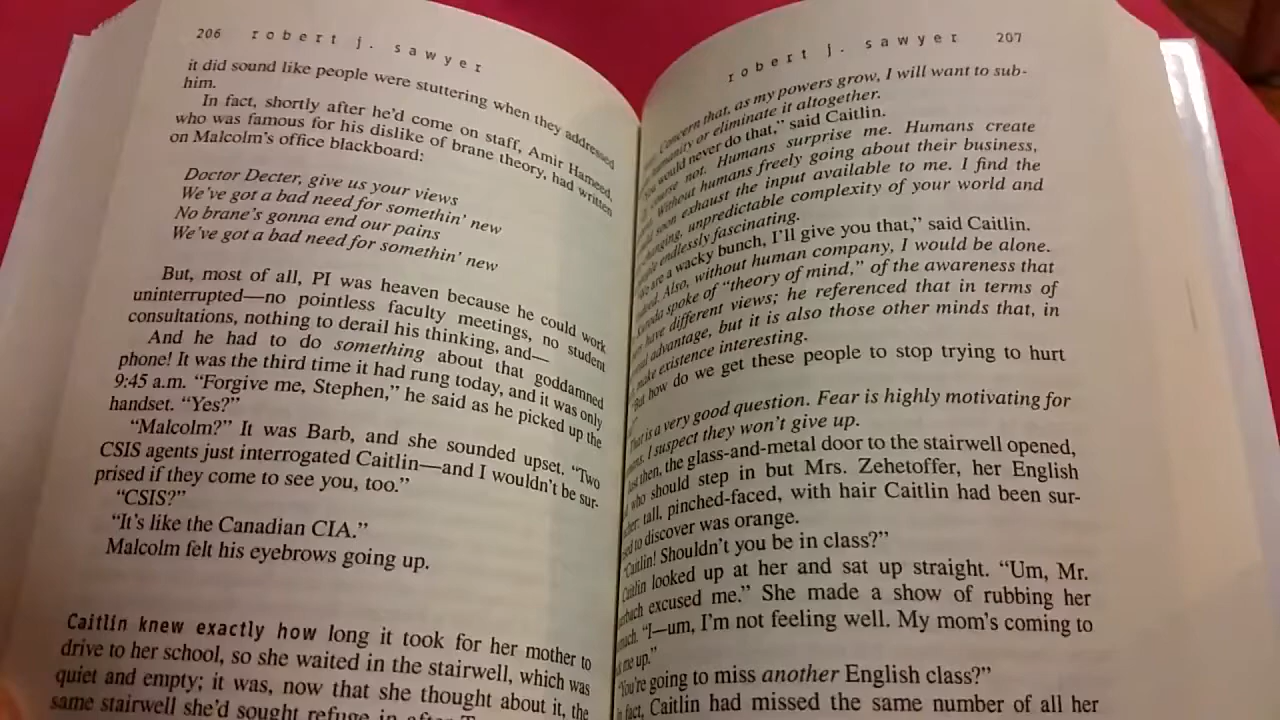 206 robert j. sawyer
it did sound like people were stuttering when they addressed
him.
In fact, shortly after he'd come on staff, Amir Hameed,
who was famous for his dislike of brane theory, had written
on Malcolm's office blackboard:
Doctor Decter, give us your views
We've got a bad need for somethin' new
No brane's gonna end our pains
We've got a bad need for somethin' new
But, most of all, PI was heaven because he could work
uninterrupted—no pointless faculty meetings, no student
consultations, nothing to derail his thinking, and—
And he had to do something about that goddamned
phone! It was the third time it had rung today, and it was only
9:45 a.m. “Forgive me, Stephen,” he said as he picked up the
handset. “Yes?”
“Malcolm?” It was Barb, and she sounded upset. “Two
CSIS agents just interrogated Caitlin—and I wouldn't be sur-
prised if they come to see you, too.”
“CSIS?”
“It's like the Canadian CIA.”
Malcolm felt his eyebrows going up.
Caitlin knew exactly how long it took for her mother to
drive to her school, so she waited in the stairwell, which was
quiet and empty; it was, now that she thought about it, the
same stairwell she'd sought refuge in after
robert j. sawyer 207
Concern that, as my powers grow, I will want to sub-
humanity or eliminate it altogether.
would never do that,” said Caitlin.
course not. Humans surprise me. Humans create
Without humans freely going about their business,
soon exhaust the input available to me. I find the
changing, unpredictable complexity of your world and
endlessly fascinating.
are a wacky bunch, I'll give you that,” said Caitlin.
Also, without human company, I would be alone.
Kuroda spoke of “theory of mind,” of the awareness that
have different views; he referenced that in terms of
advantage, but it is also those other minds that, in
make existence interesting.
“But how do we get these people to stop trying to hurt
That is a very good question. Fear is highly motivating for
I suspect they won't give up.
Just then, the glass-and-metal door to the stairwell opened,
who should step in but Mrs. Zehetoffer, her English
tall, pinched-faced, with hair Caitlin had been sur-
to discover was orange.
“Caitlin! Shouldn't you be in class?”
Caitlin looked up at her and sat up straight. “Um, Mr.
excused me.” She made a show of rubbing her
“I—um, I'm not feeling well. My mom's coming to
me up.”
“You're going to miss another English class?”
fact, Caitlin had missed the same number of all her